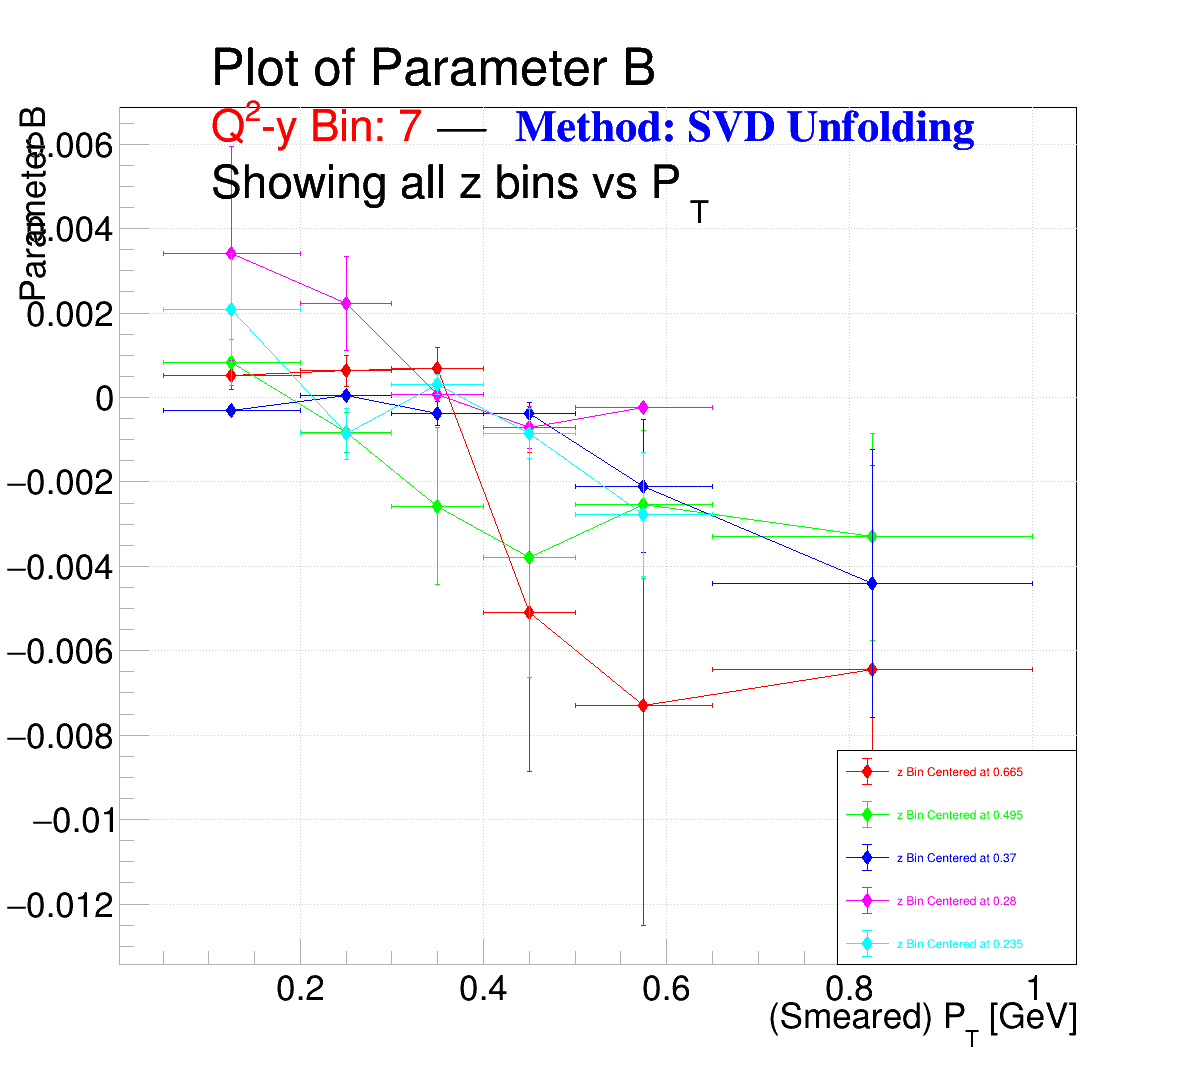 Plot of Parameter B
Q²-y Bin: 7 — Method: SVD Unfolding
Showing all z bins vs P_T
Parameter B
0.006
0.004
0.002
0
−0.002
−0.004
−0.006
−0.008
−0.01
−0.012
z Bin Centered at 0.665
z Bin Centered at 0.495
z Bin Centered at 0.37
z Bin Centered at 0.28
z Bin Centered at 0.235
0.2 0.4 0.6 0.8 1
(Smeared) P_T [GeV]